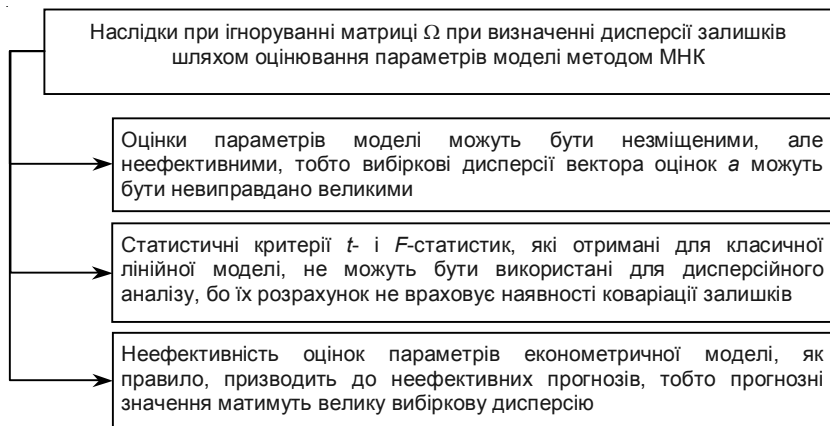 Наслідки при ігноруванні матриці Ω при визначенні дисперсії залишків
шляхом оцінювання параметрів моделі методом МНК
Оцінки параметрів моделі можуть бути незміщеними, але
неефективними, тобто вибіркові дисперсії вектора оцінок a можуть
бути невиправдано великими
Статистичні критерії t- і F-статистик, які отримані для класичної
лінійної моделі, не можуть бути використані для дисперсійного
аналізу, бо їх розрахунок не враховує наявності коваріації залишків
Неефективність оцінок параметрів економетричної моделі, як
правило, призводить до неефективних прогнозів, тобто прогнозні
значення матимуть велику вибіркову дисперсію